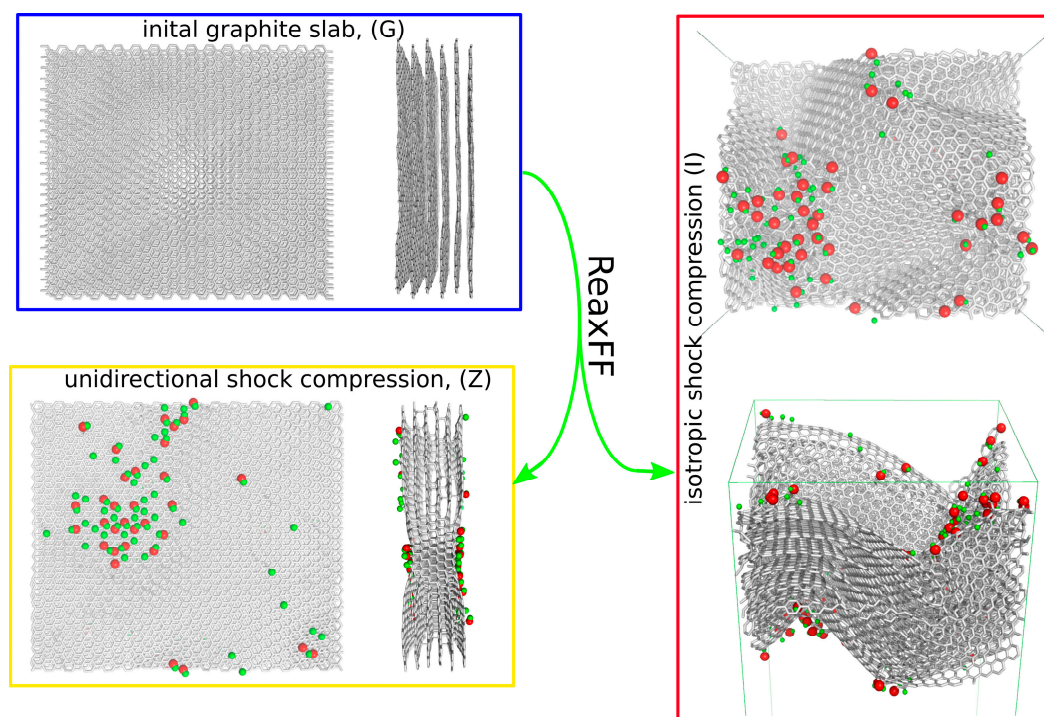 inital graphite slab, (G)
ReaxFF
unidirectional shock compression, (Z)
isotropic shock compression (I)